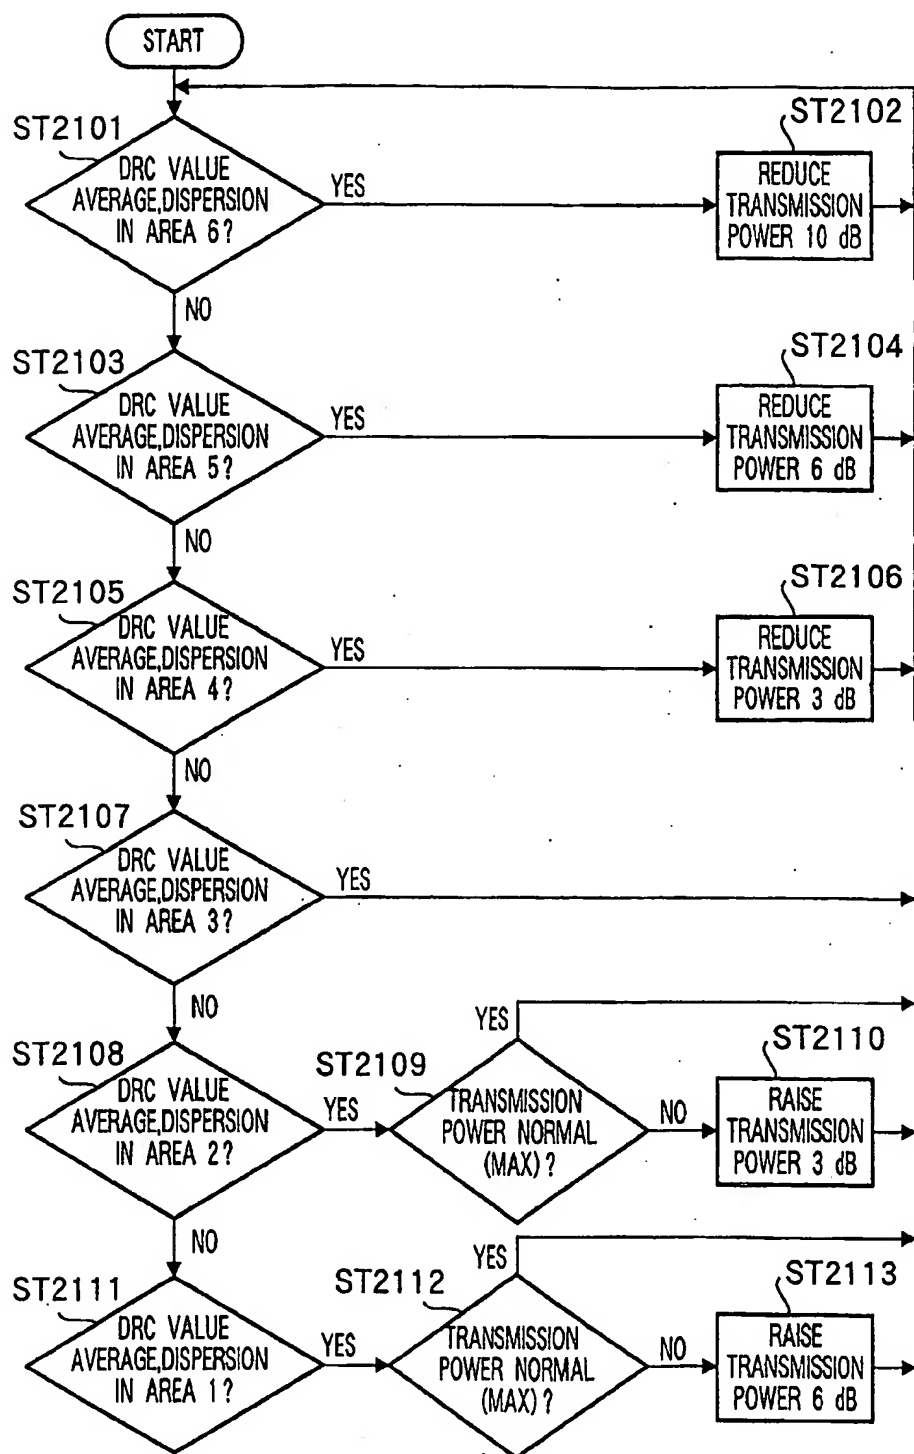 START
ST2101
DRC VALUE
AVERAGE,DISPERSION
IN AREA 6?
YES
NO
ST2102
REDUCE
TRANSMISSION
POWER 10 dB
ST2103
DRC VALUE
AVERAGE,DISPERSION
IN AREA 5?
YES
NO
ST2104
REDUCE
TRANSMISSION
POWER 6 dB
ST2105
DRC VALUE
AVERAGE,DISPERSION
IN AREA 4?
YES
NO
ST2106
REDUCE
TRANSMISSION
POWER 3 dB
ST2107
DRC VALUE
AVERAGE,DISPERSION
IN AREA 3?
YES
NO
ST2108
DRC VALUE
AVERAGE,DISPERSION
IN AREA 2?
YES
NO
ST2109
TRANSMISSION
POWER NORMAL
(MAX)?
YES
NO
ST2110
RAISE
TRANSMISSION
POWER 3 dB
ST2111
DRC VALUE
AVERAGE,DISPERSION
IN AREA 1?
YES
ST2112
TRANSMISSION
POWER NORMAL
(MAX)?
YES
NO
ST2113
RAISE
TRANSMISSION
POWER 6 dB